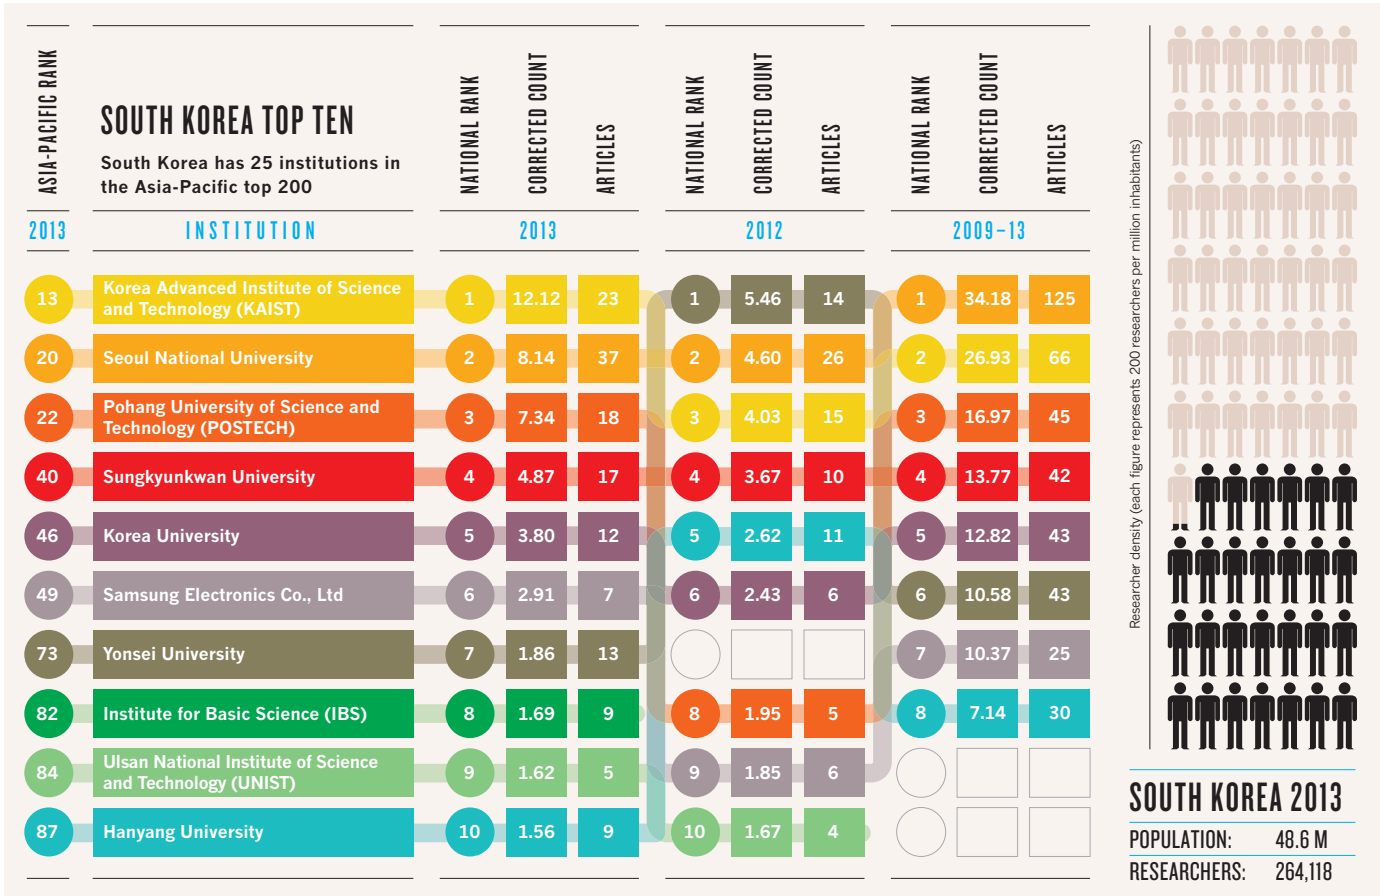 ASIA-PACIFIC RANK
SOUTH KOREA TOP TEN
South Korea has 25 institutions in
the Asia-Pacific top 200
NATIONAL RANK
CORRECTED COUNT
ARTICLES
NATIONAL RANK
CORRECTED COUNT
ARTICLES
NATIONAL RANK
CORRECTED COUNT
ARTICLES
2013 INSTITUTION 2013 2012 2009–13
13 Korea Advanced Institute of Science
and Technology (KAIST) 1 12.12 23 1 5.46 14 1 34.18 125
20 Seoul National University 2 8.14 37 2 4.60 26 2 26.93 66
22 Pohang University of Science and
Technology (POSTECH) 3 7.34 18 3 4.03 15 3 16.97 45
40 Sungkyunkwan University 4 4.87 17 4 3.67 10 4 13.77 42
46 Korea University 5 3.80 12 5 2.62 11 5 12.82 43
49 Samsung Electronics Co., Ltd 6 2.91 7 6 2.43 6 6 10.58 43
73 Yonsei University 7 1.86 13 7 10.37 25
82 Institute for Basic Science (IBS) 8 1.69 9 8 1.95 5 8 7.14 30
84 Ulsan National Institute of Science
and Technology (UNIST) 9 1.62 5 9 1.85 6
87 Hanyang University 10 1.56 9 10 1.67 4
Researcher density (each figure represents 200 researchers per million inhabitants)
SOUTH KOREA 2013
POPULATION: 48.6 M
RESEARCHERS: 264,118